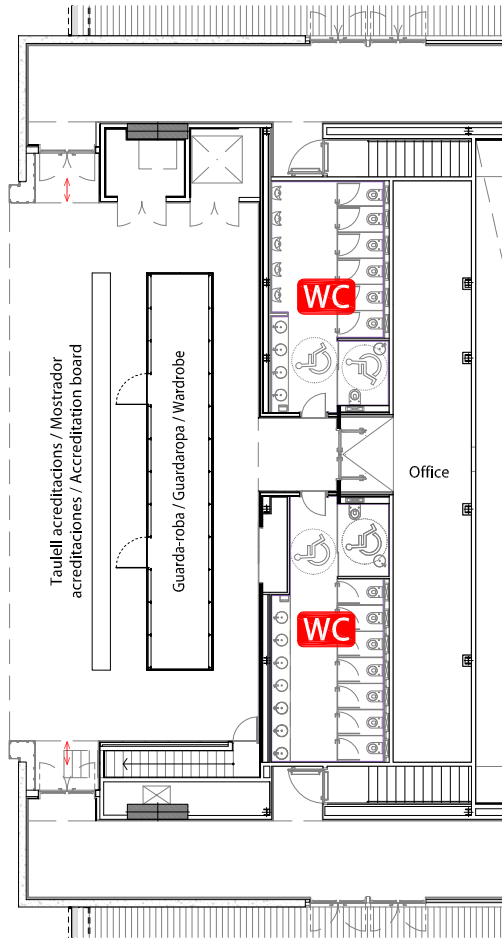 WC
Taulell acreditacions / Mostrador
acreditaciones / Accreditation board
Guarda-roba / Guardaropa / Wardrobe
Office
WC